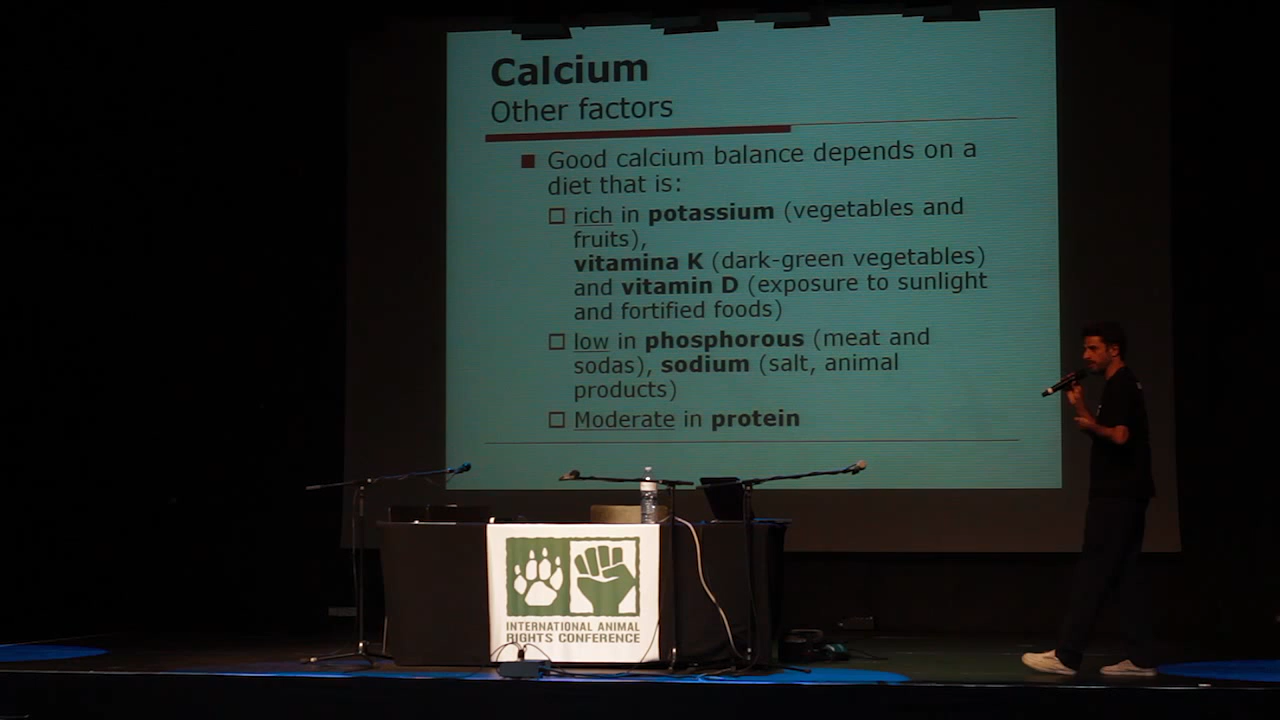 Calcium
Other factors
Good calcium balance depends on a
diet that is:
rich in potassium (vegetables and
fruits),
vitamina K (dark-green vegetables)
and vitamin D (exposure to sunlight
and fortified foods)
low in phosphorous (meat and
sodas), sodium (salt, animal
products)
Moderate in protein
INTERNATIONAL ANIMAL
RIGHTS CONFERENCE